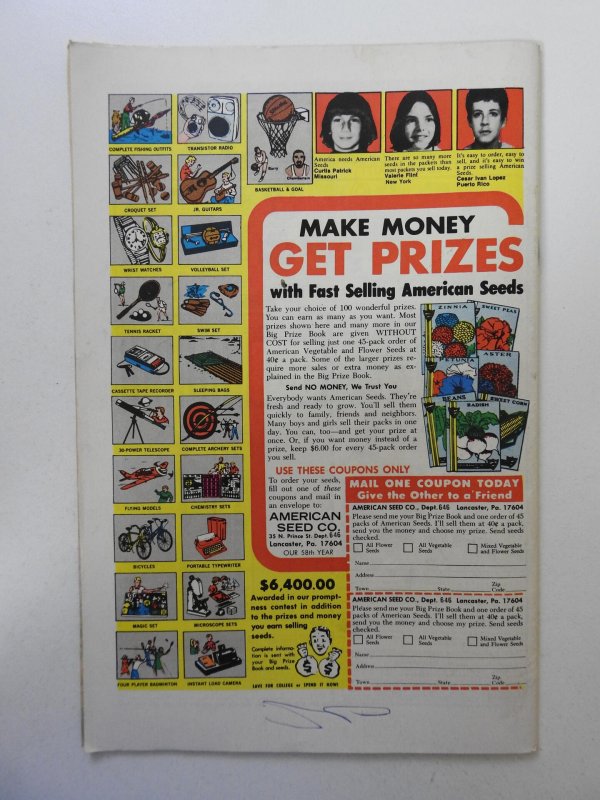 COMPLETE FISHING OUTFITS
TRANSISTOR RADIO
CROQUET SET
JR. GUITARS
WRIST WATCHES
VOLLEYBALL SET
TENNIS RACKET
SWIM SET
CASSETTE TAPE RECORDER
SLEEPING BAGS
30-POWER TELESCOPE
COMPLETE ARCHERY SETS
FLYING MODELS
CHEMISTRY SETS
BICYCLES
PORTABLE TYPEWRITER
MAGIC SET
MICROSCOPE SETS
FOUR PLAYER BADMINTON
INSTANT LOAD CAMERA
BASKETBALL & GOAL
America needs American
Seeds
Curtis Patrick
Missouri
There are so many more
seeds in the packets than
most packets you sell today.
Valerie Flint
New York
It's easy to order, easy to
sell, and it's easy to win
a prize selling American
Seeds.
Cesar Ivan Lopez
Puerto Rico
MAKE MONEY
GET PRIZES
with Fast Selling American Seeds
Take your choice of 100 wonderful prizes.
You can earn as many as you want. Most
prizes shown here and many more in our
Big Prize Book are given WITHOUT
COST for selling just one 45-pack order of
American Vegetable and Flower Seeds at
40¢ a pack. Some of the larger prizes re-
quire more sales or extra money as ex-
plained in the Big Prize Book.
Send NO MONEY, We Trust You
Everybody wants American Seeds. They're
fresh and ready to grow. You'll sell them
quickly to family, friends and neighbors.
Many boys and girls sell their packs in one
day. You can, too—and get your prize at
once. Or, if you want money instead of a
prize, keep $6.00 for every 45-pack order
you sell.
ZINNIA
SWEET PEAS
PETUNIA
ASTER
BEANS
RADISH
SWEET CORN
USE THESE COUPONS ONLY
To order your seeds,
fill out one of these
coupons and mail in
an envelope to:
AMERICAN
SEED CO.
35 N. Prince St. Dept. 646
Lancaster, Pa. 17604
OUR 58th YEAR
MAIL ONE COUPON TODAY
Give the Other to a Friend
AMERICAN SEED CO., Dept. 646 Lancaster, Pa. 17604
Please send me your Big Prize Book and one order of 45
packs of American Seeds. I'll sell them at 40¢ a pack,
send you the money and choose my prize. Send seeds
checked.
All Flower
Seeds
All Vegetable
Seeds
Mixed Vegetable
and Flower Seeds
Name
Address
Town State Zip Code
AMERICAN SEED CO., Dept. 646 Lancaster, Pa. 17604
Please send me your Big Prize Book and one order of 45
packs of American Seeds. I'll sell them at 40¢ a pack,
send you the money and choose my prize. Send seeds
checked.
All Flower
Seeds
All Vegetable
Seeds
Mixed Vegetable
and Flower Seeds
Name
Address
Town State Zip Code
$6,400.00
Awarded in our prompt-
ness contest in addition
to the prizes and money
you earn selling
seeds.
Complete informa-
tion is sent with
your Big Prize
Book and seeds.
SAVE FOR COLLEGE or SPEND IT NOW!